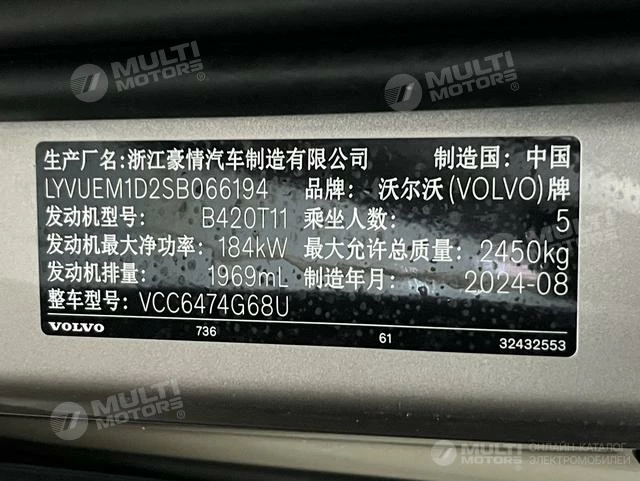 MULTI MOTORS®
MULTI MOTORS®
生产厂名:浙江豪情汽车制造有限公司 制造国: 中国
LYVUEM1D2SB066194 品牌: 沃尔沃(VOLVO)牌
发动机型号: B420T11 乘坐人数: 5
发动机最大净功率: 184kW 最大允许总质量: 2450kg
发动机排量: 1969mL 制造年月: 2024-08
整车型号: VCC6474G68U
VOLVO 736 61 32432553
MULTI MOTORS®
MULTI MOTORS
ОНЛАЙН-КАТАЛОГ ЭЛЕКТРОМОБИЛЕЙ